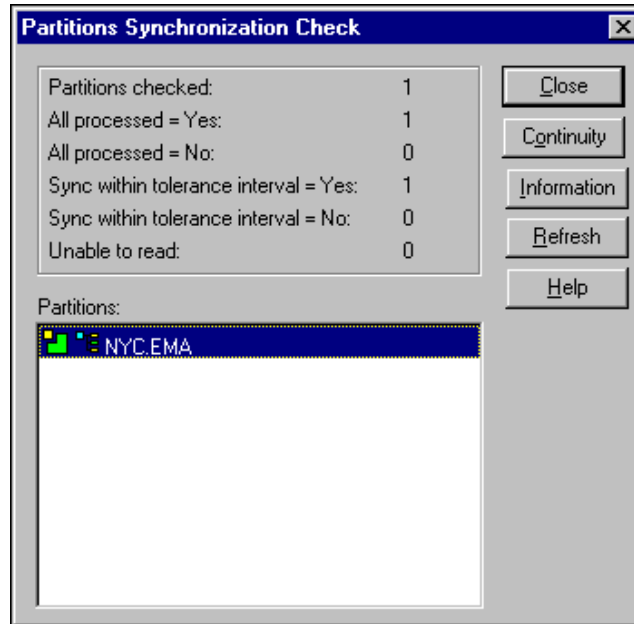 Partitions Synchronization Check
Partitions checked: 1
All processed = Yes: 1
All processed = No: 0
Sync within tolerance interval = Yes: 1
Sync within tolerance interval = No: 0
Unable to read: 0
Close
Continuity
Information
Refresh
Help
Partitions:
NYC.EMA